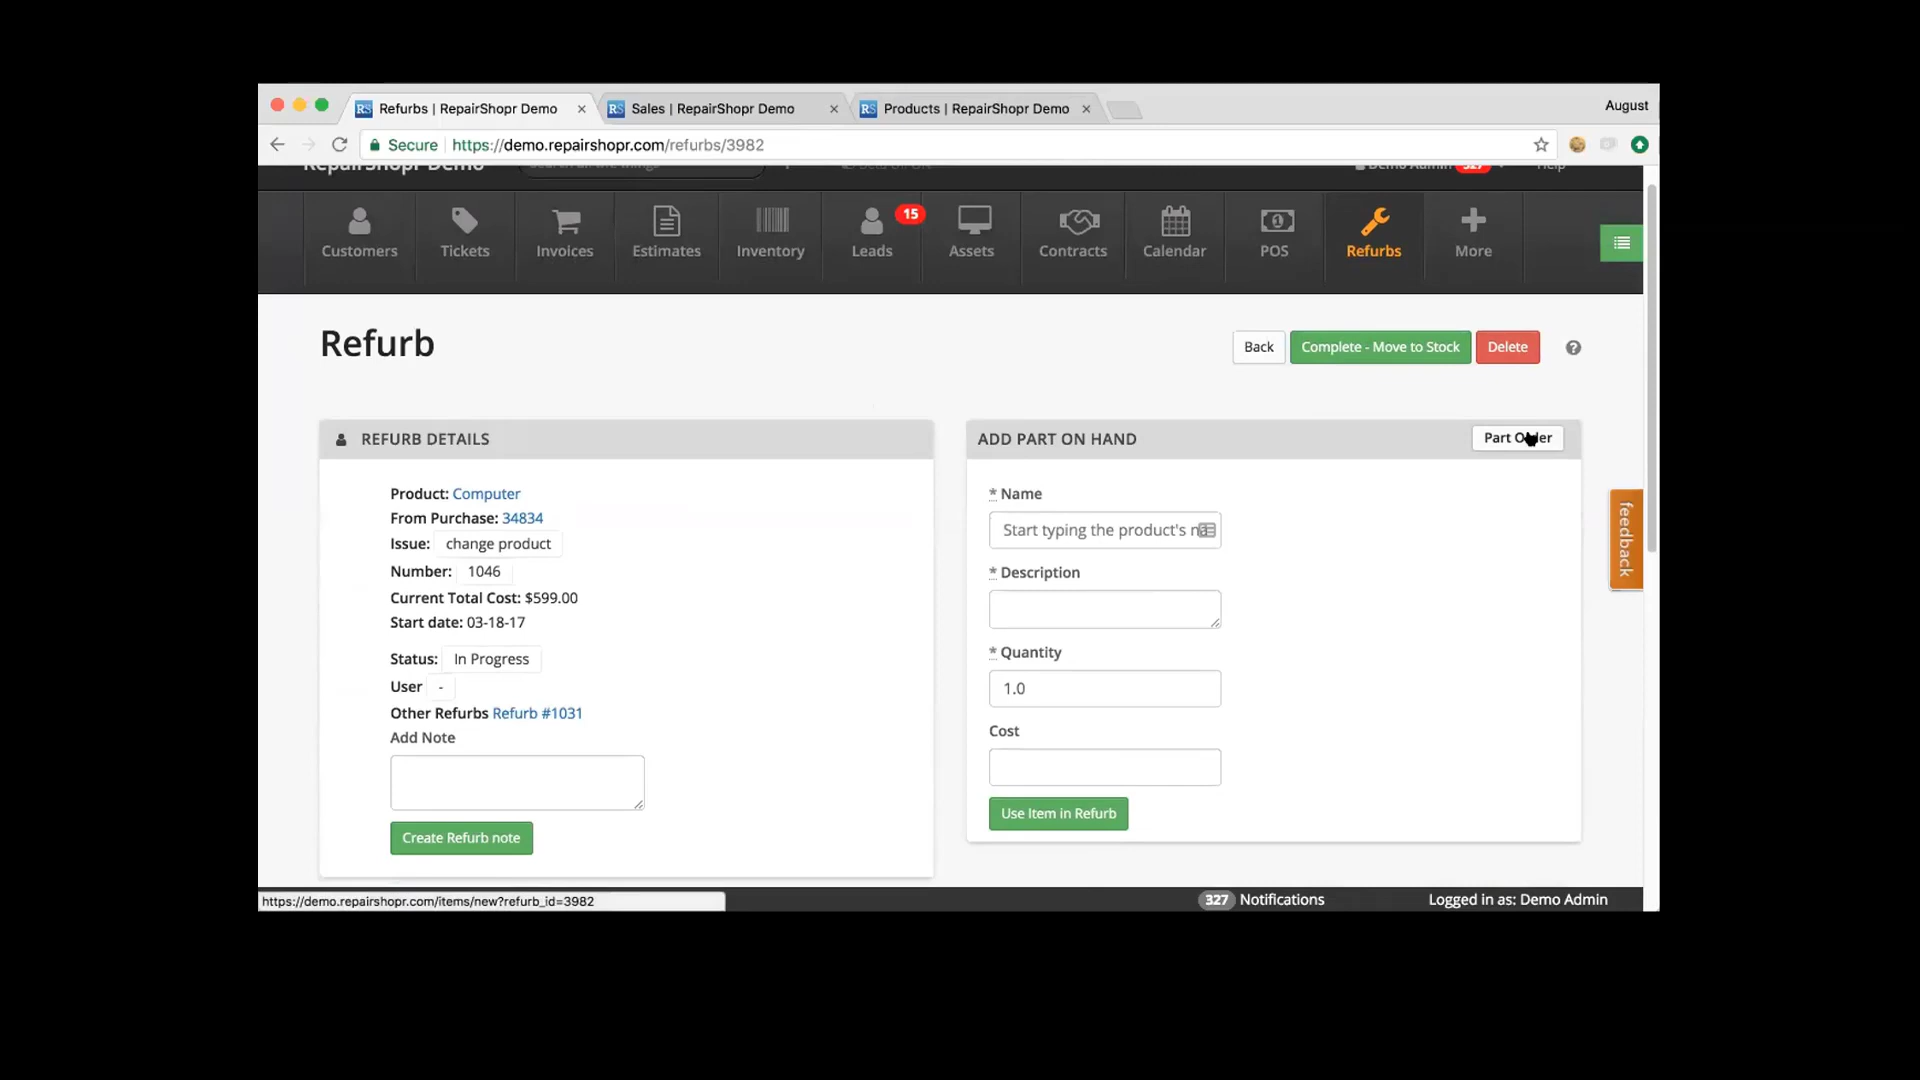 Refurbs | RepairShopr Demo
Sales | RepairShopr Demo
Products | RepairShopr Demo
August
Secure
https://demo.repairshopr.com/refurbs/3982
RepairShopr Demo
Demo Admin
Help
Customers
Tickets
Invoices
Estimates
Inventory
Leads
15
Assets
Contracts
Calendar
POS
Refurbs
More
Refurb
Back
Complete - Move to Stock
Delete
REFURB DETAILS
Product: Computer
From Purchase: 34834
Issue: change product
Number: 1046
Current Total Cost: $599.00
Start date: 03-18-17
Status: In Progress
User -
Other Refurbs Refurb #1031
Add Note
Create Refurb note
ADD PART ON HAND
Part Order
* Name
Start typing the product's
* Description
* Quantity
1.0
Cost
Use Item in Refurb
feedback
https://demo.repairshopr.com/items/new?refurb_id=3982
327 Notifications
Logged in as: Demo Admin